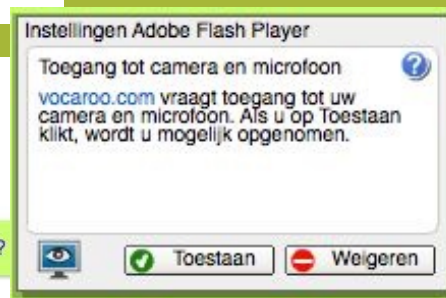 Instellingen Adobe Flash Player
Toegang tot camera en microfoon
vocaroo.com vraagt toegang tot uw
camera en microfoon. Als u op Toestaan
klikt, wordt u mogelijk opgenomen.
?
Toestaan Weigeren